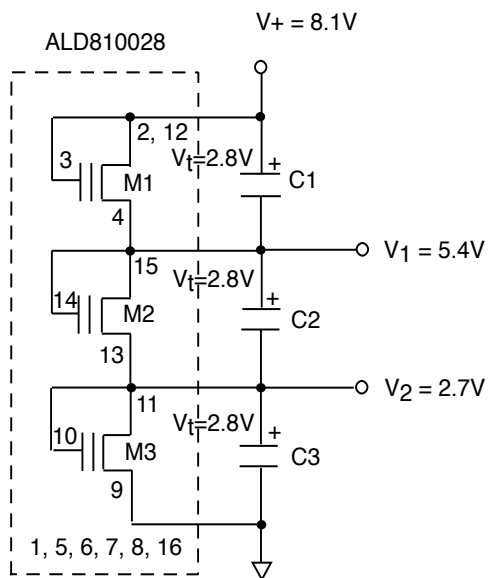 V+ = 8.1V
ALD810028
2, 12
3
Vt=2.8V
+
M1
C1
4
15
V1 = 5.4V
Vt=2.8V
+
14
M2
C2
13
11
V2 = 2.7V
Vt=2.8V
+
10
M3
C3
9
1, 5, 6, 7, 8, 16